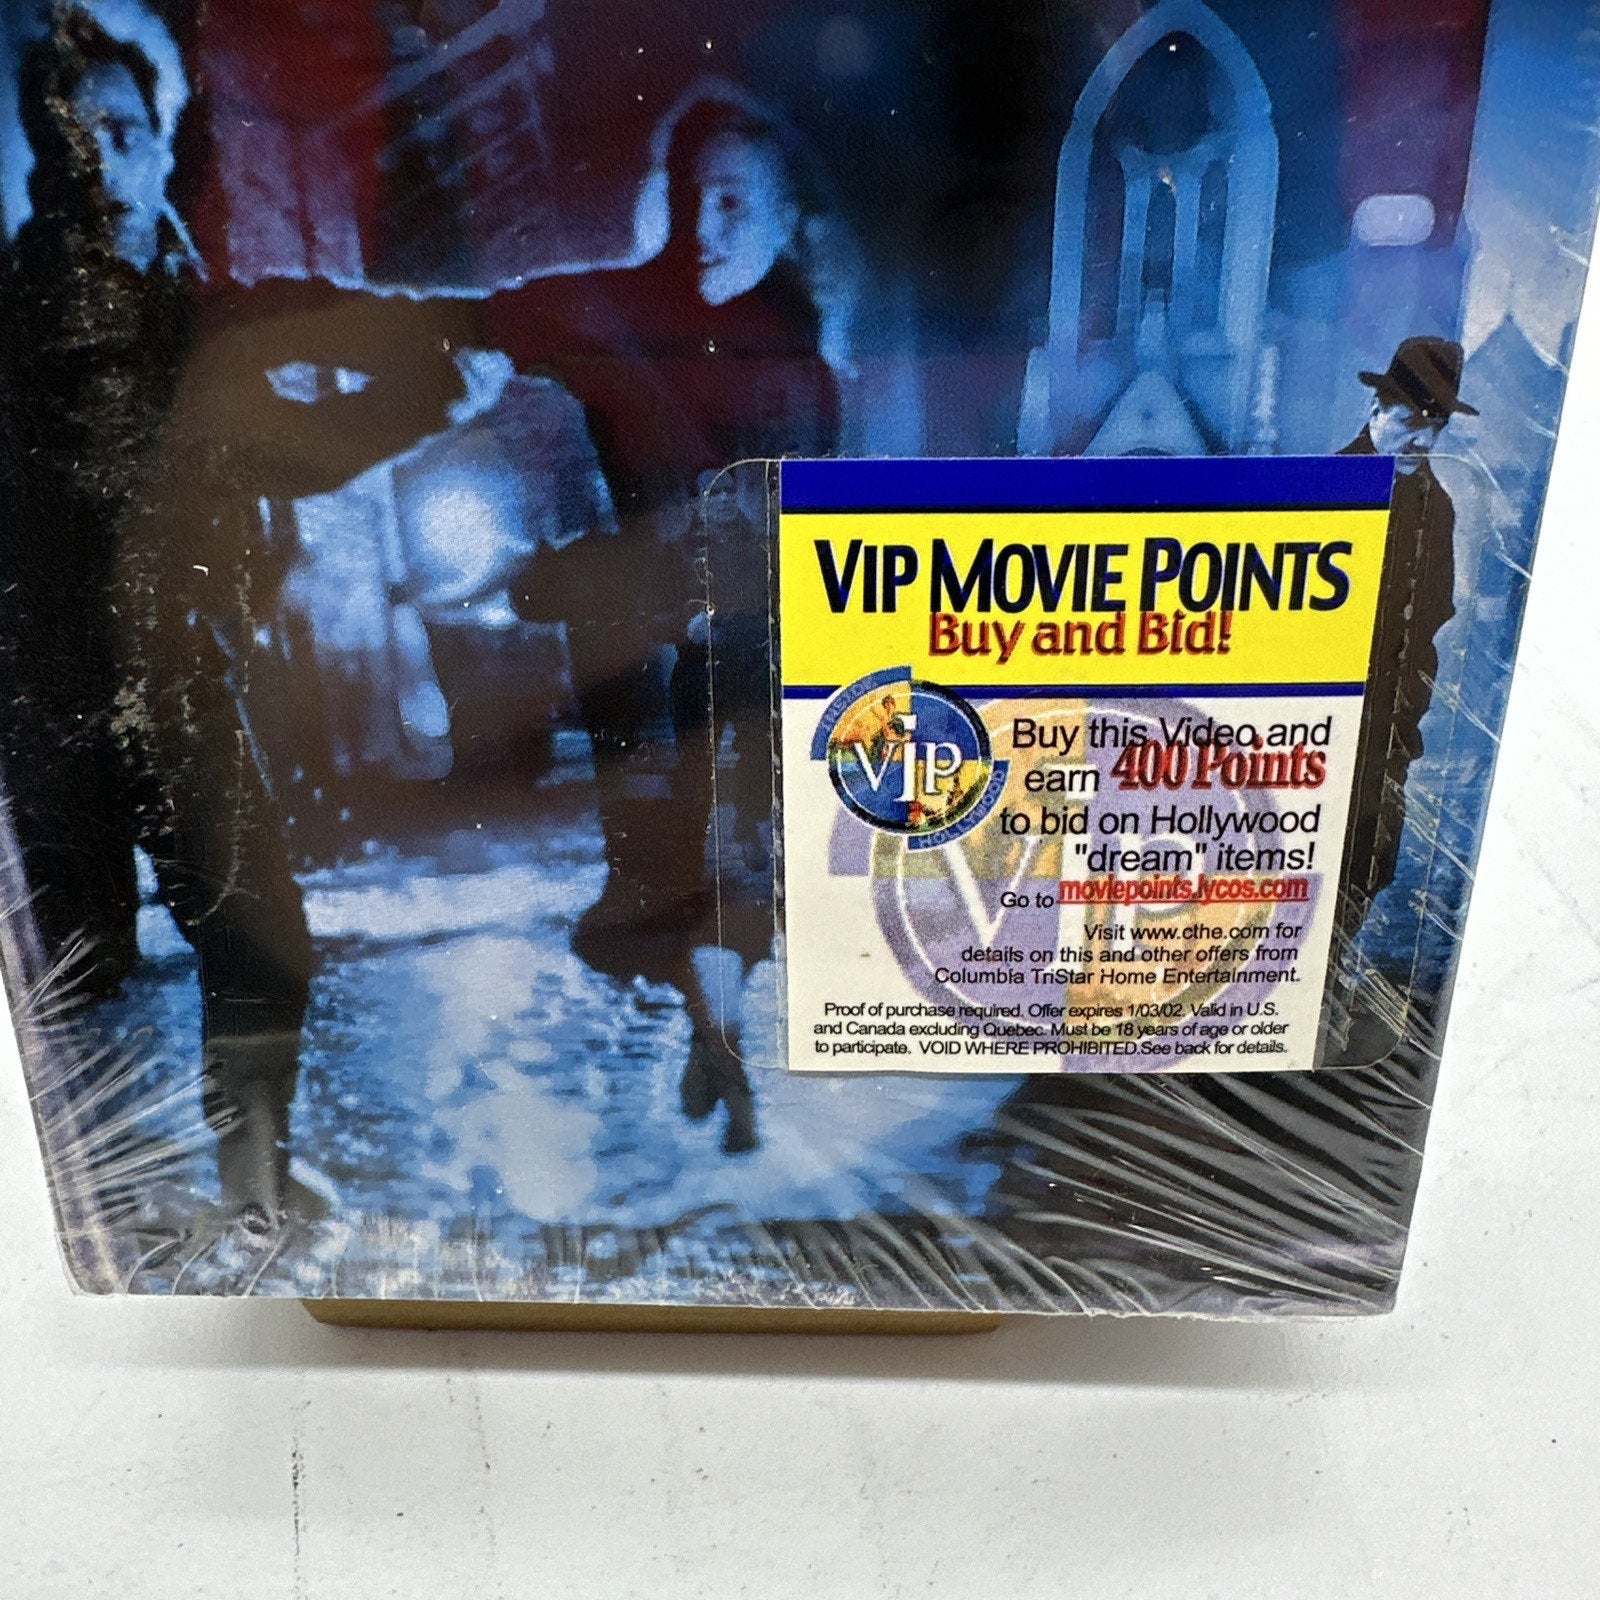 VIP MOVIE POINTS
Buy and Bid!
INSIDE
VIP
HOLLYWOOD
Buy this Video and
earn 400 Points
to bid on Hollywood
"dream" items!
Go to moviepoints.lycos.com
Visit www.cthe.com for
details on this and other offers from
Columbia TriStar Home Entertainment.
Proof of purchase required. Offer expires 1/03/02. Valid in U.S.
and Canada excluding Quebec. Must be 18 years of age or older
to participate. VOID WHERE PROHIBITED.See back for details.